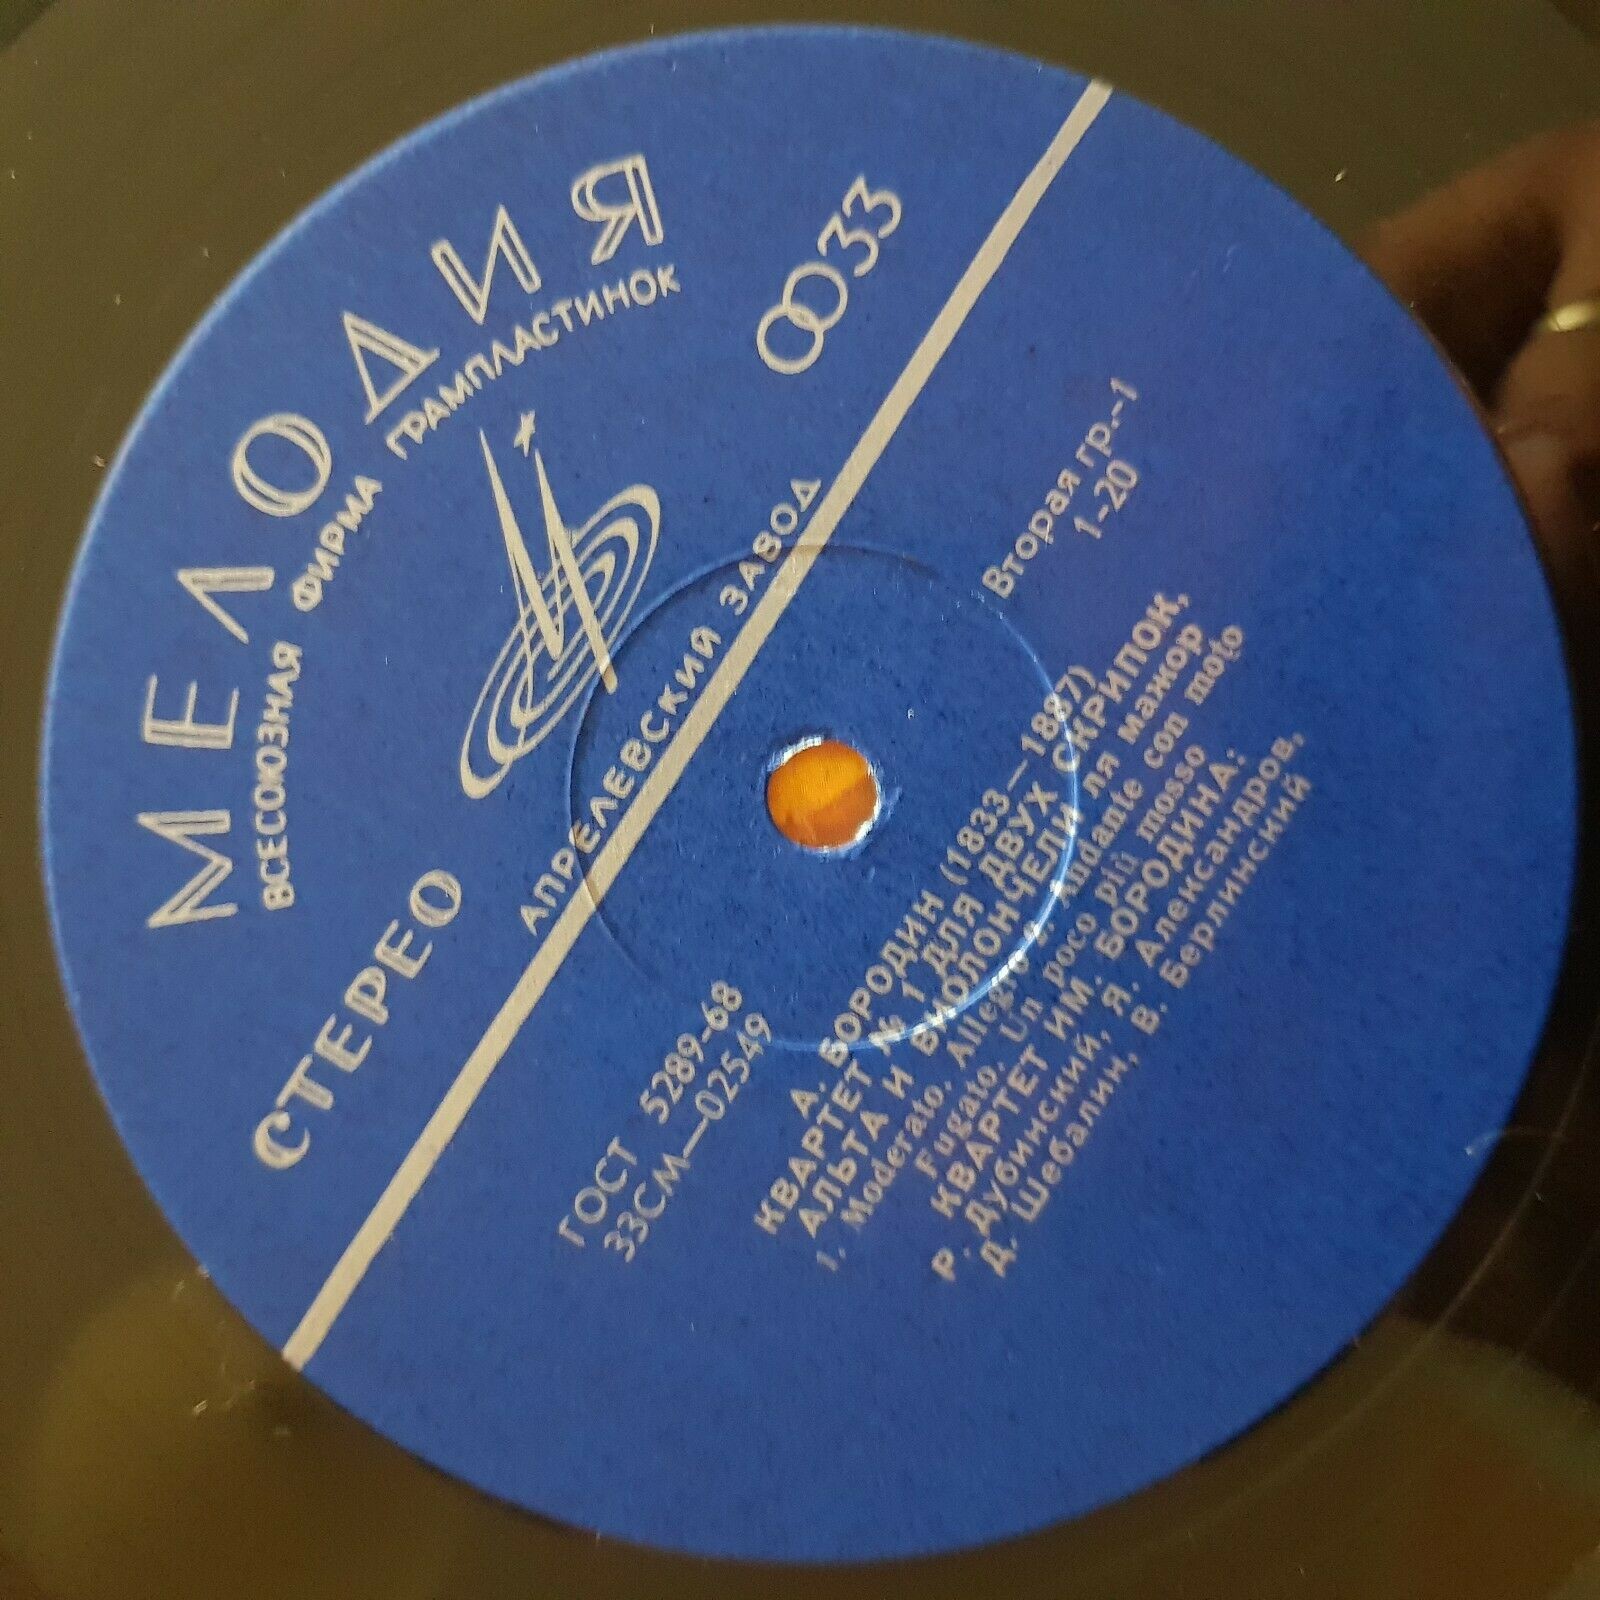 МЕЛОДИЯ
ВСЕСОЮЗНАЯ ФИРМА ГРАМПЛАСТИНОК
СТЕРЕО
33
АПРЕЛЕВСКИЙ ЗАВОД
ГОСТ 5289-68
33СМ—02549
Вторая гр.-1
1-20
А. БОРОДИН (1833—1887)
КВАРТЕТ № 1 ДЛЯ ДВУХ СКРИПОК,
АЛЬТА И ВИОЛОНЧЕЛИ ля мажор
1. Moderato. Allegro 2. Andante con moto
Fugato. Un poco più mosso
КВАРТЕТ ИМ. БОРОДИНА:
Р. Дубинский, Я. Александров,
Д. Шебалин, В. Берлинский